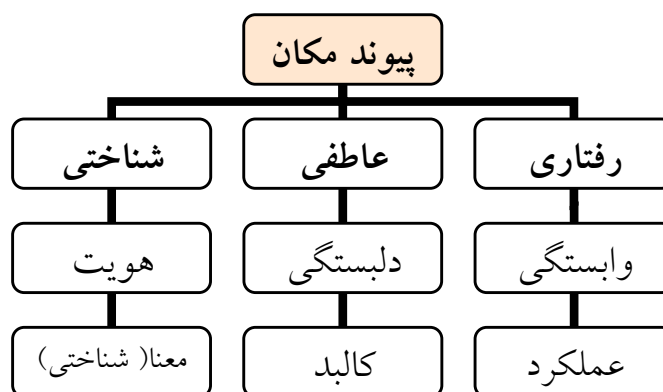 پیوند مکان
رفتاری
عاطفی
شناختی
وابستگی
دلبستگی
هویت
عملکرد
کالبد
معنا( شناختی)